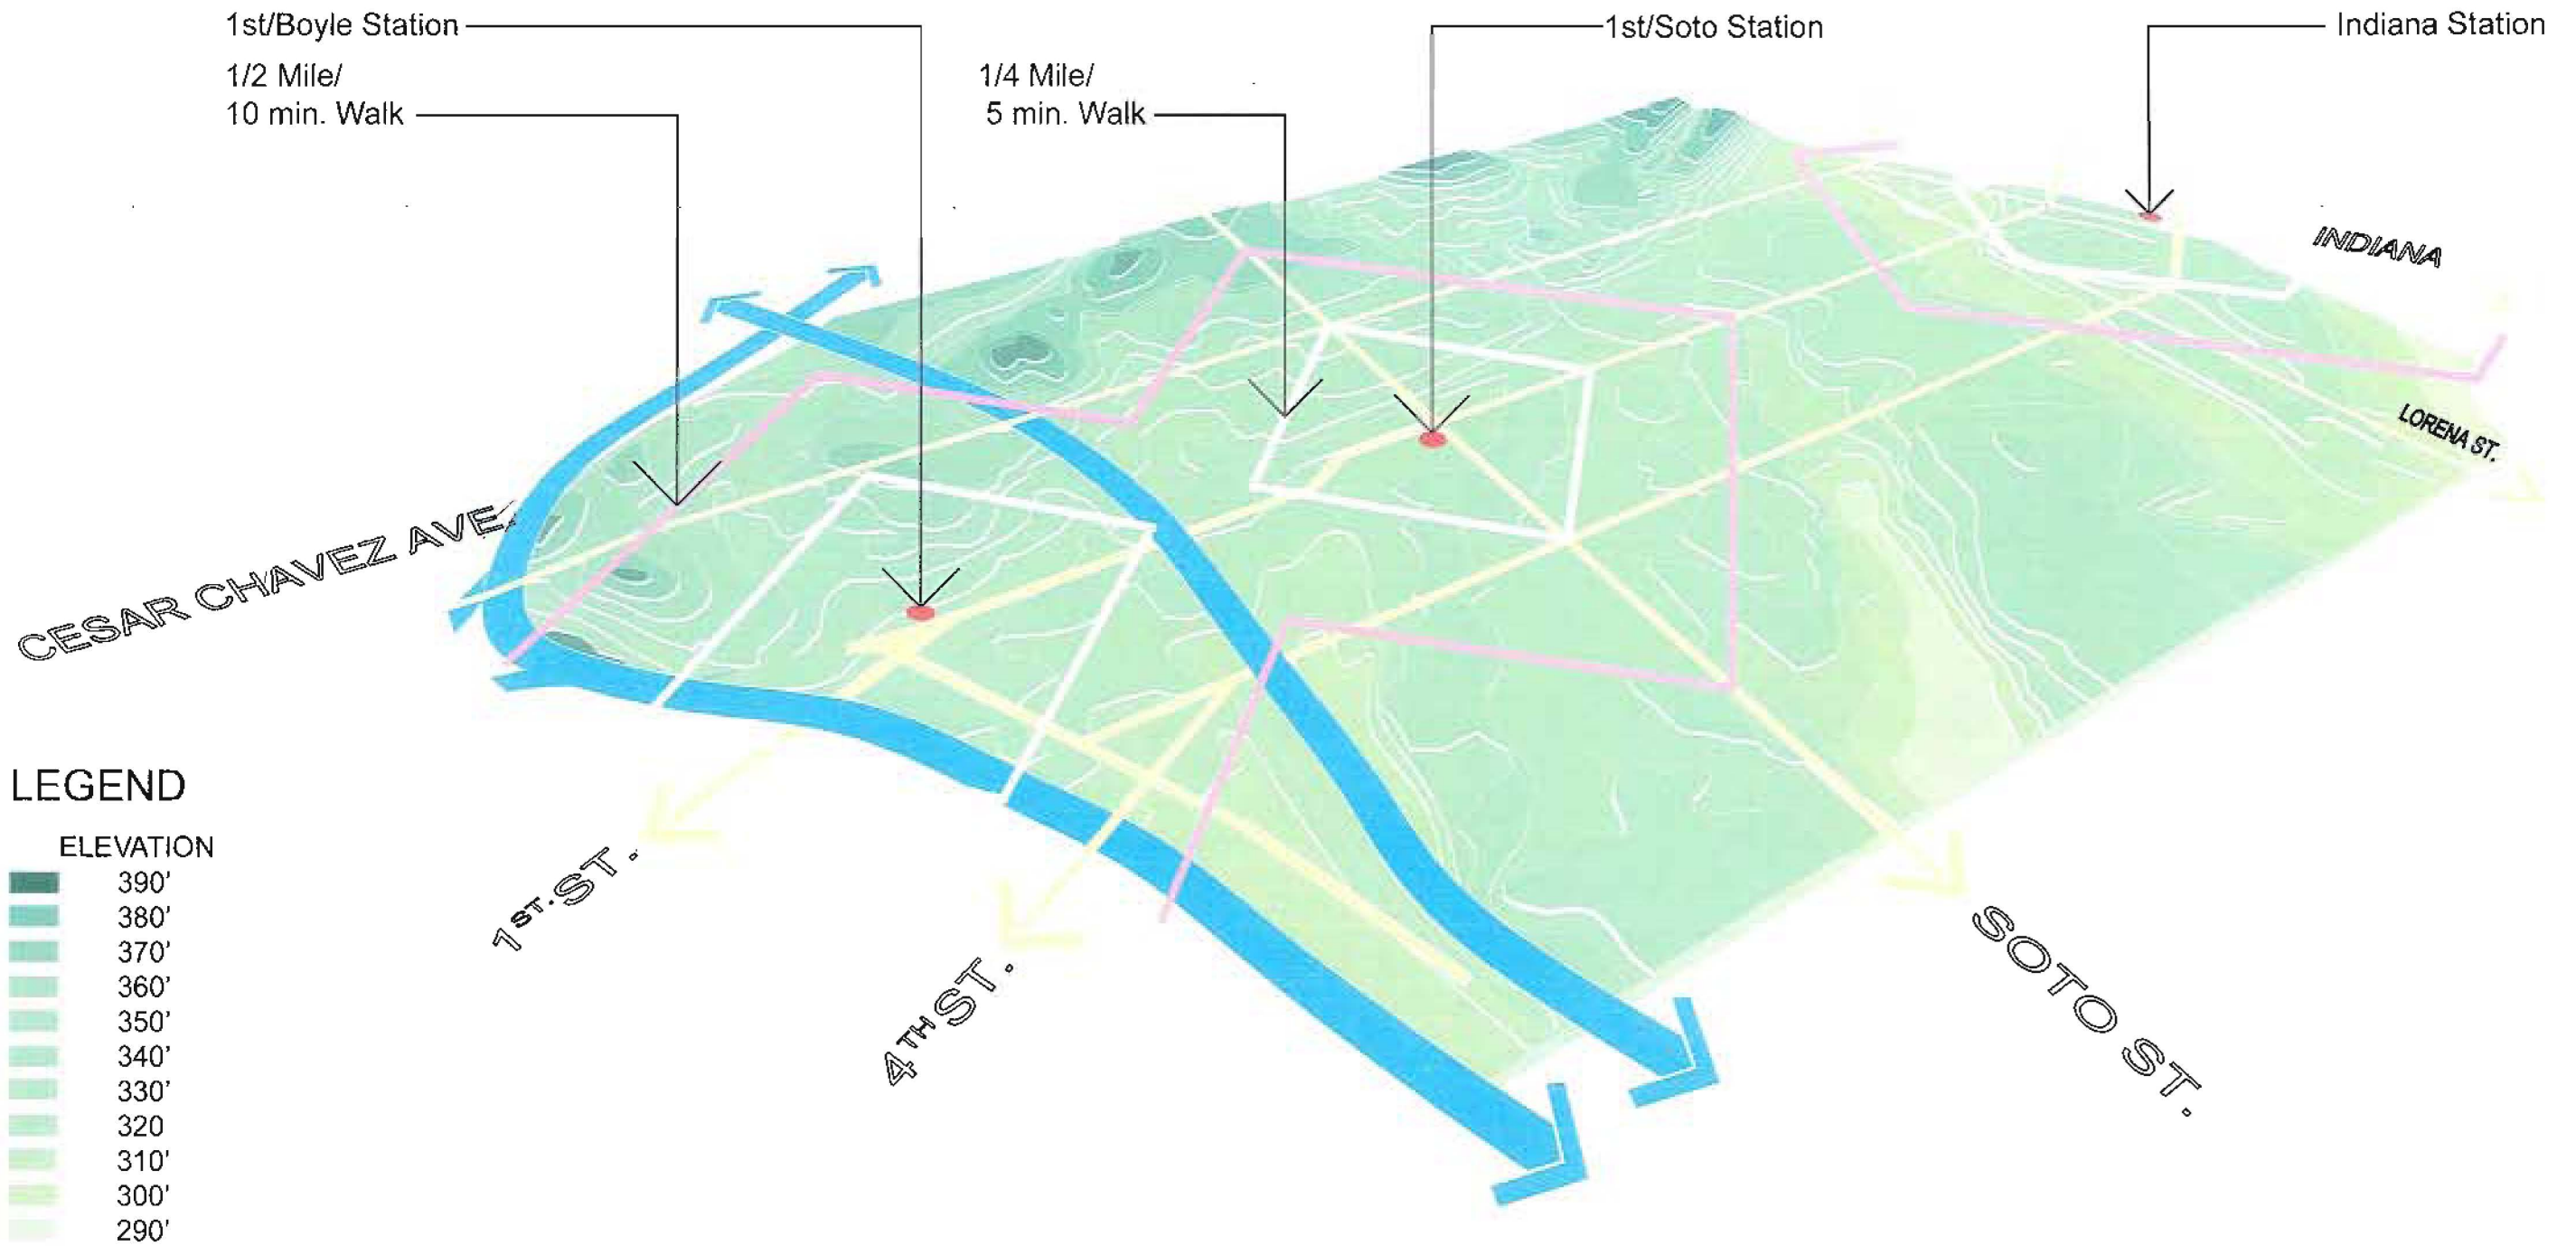 1st/Boyle Station
1/2 Mile/
10 min. Walk
1/4 Mile/
5 min. Walk
1st/Soto Station
Indiana Station
INDIANA
LORENA ST.
CESAR CHAVEZ AVE.
1ST. ST.
4TH ST.
SOTO ST.
LEGEND
ELEVATION
390'
380'
370'
360'
350'
340'
330'
320
310'
300'
290'